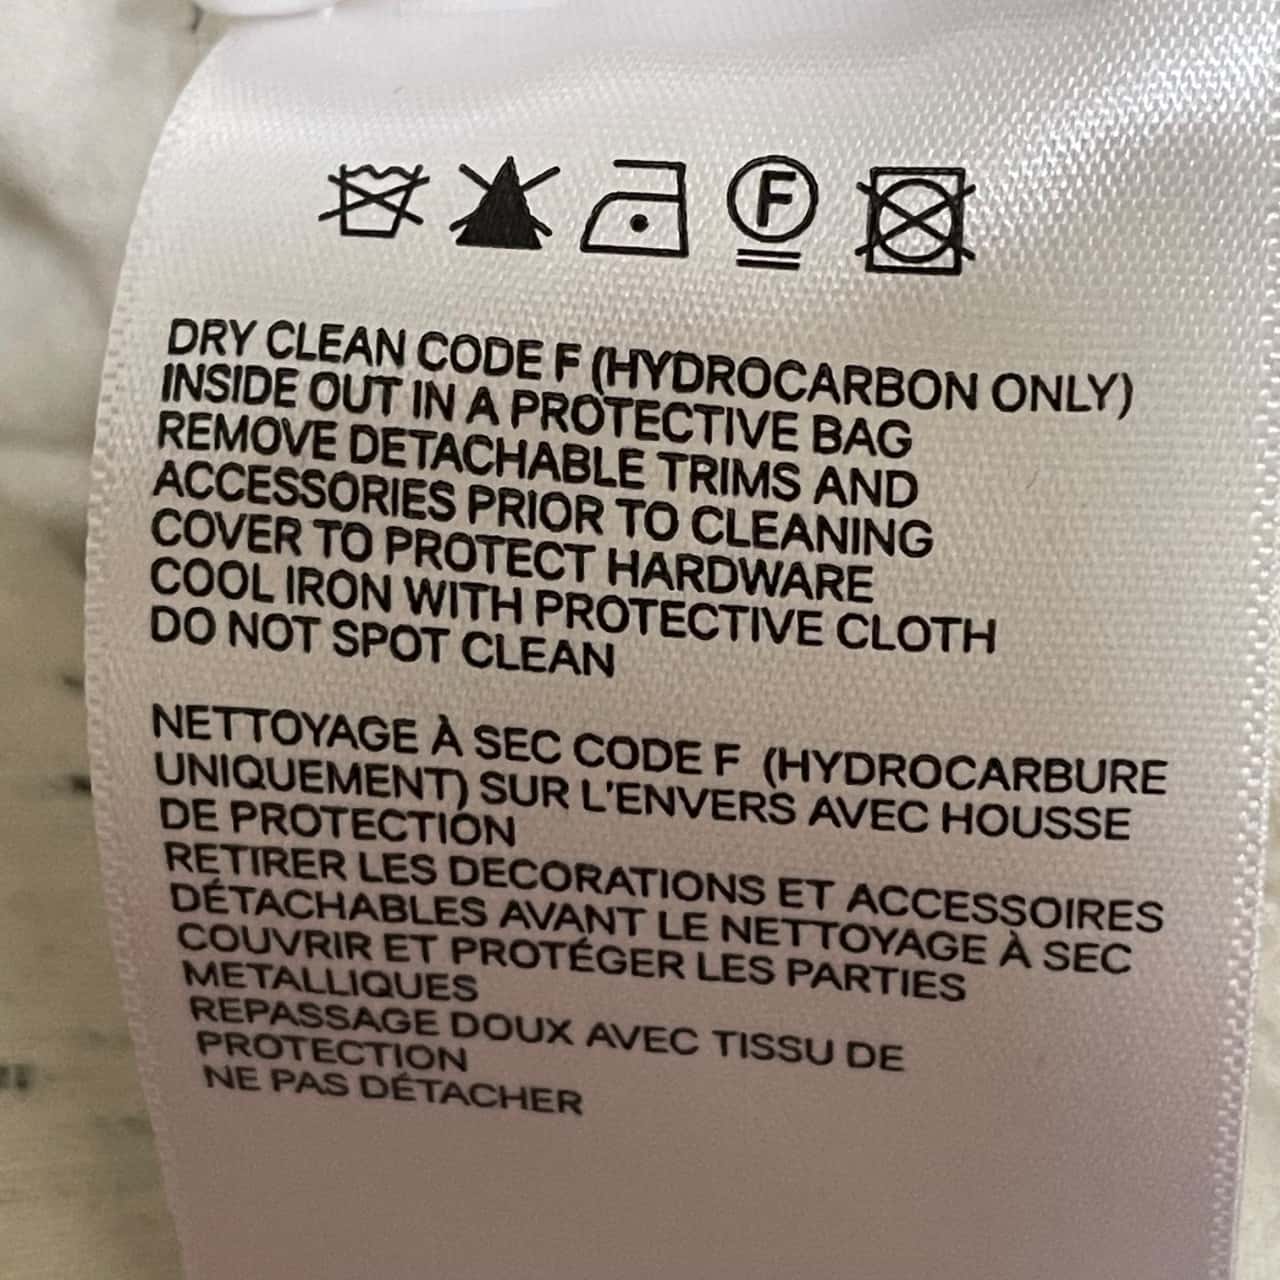 F
DRY CLEAN CODE F (HYDROCARBON ONLY)
INSIDE OUT IN A PROTECTIVE BAG
REMOVE DETACHABLE TRIMS AND
ACCESSORIES PRIOR TO CLEANING
COVER TO PROTECT HARDWARE
COOL IRON WITH PROTECTIVE CLOTH
DO NOT SPOT CLEAN
NETTOYAGE À SEC CODE F (HYDROCARBURE
UNIQUEMENT) SUR L'ENVERS AVEC HOUSSE
DE PROTECTION
RETIRER LES DECORATIONS ET ACCESSOIRES
DÉTACHABLES AVANT LE NETTOYAGE À SEC
COUVRIR ET PROTÉGER LES PARTIES
METALLIQUES
REPASSAGE DOUX AVEC TISSU DE
PROTECTION
NE PAS DÉTACHER